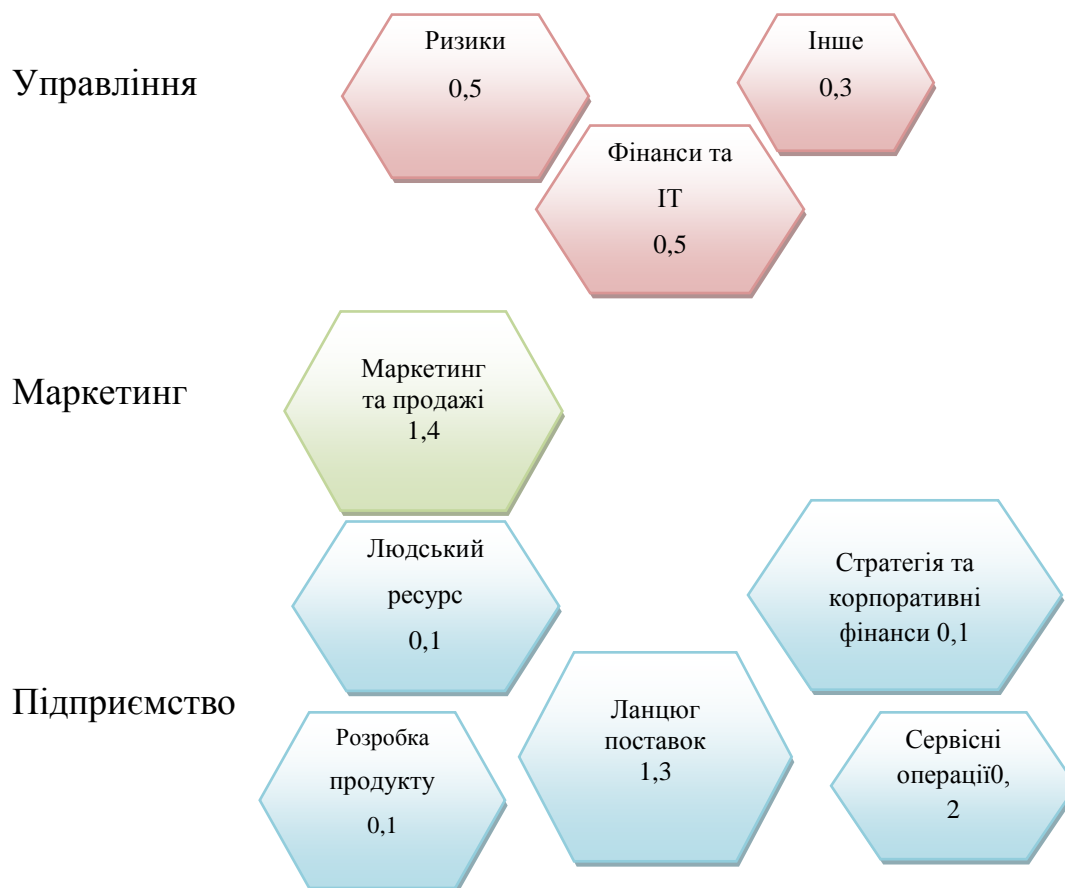 Управління
Ризики
0,5
Інше
0,3
Фінанси та
ІТ
0,5
Маркетинг
Маркетинг
та продажі
1,4
Підприємство
Людський
ресурс
0,1
Стратегія та
корпоративні
фінанси 0,1
Ланцюг
поставок
1,3
Розробка
продукту
0,1
Сервісні
операції0,
2